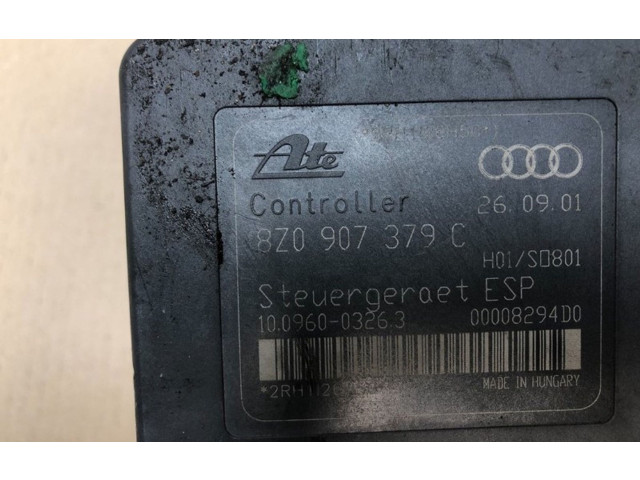 Ate
Controller 26.09.01
8Z0 907 379 C
H01/S□801
Steuergeraet ESP
10.0960-0326.3 00008294D0
MADE IN HUNGARY